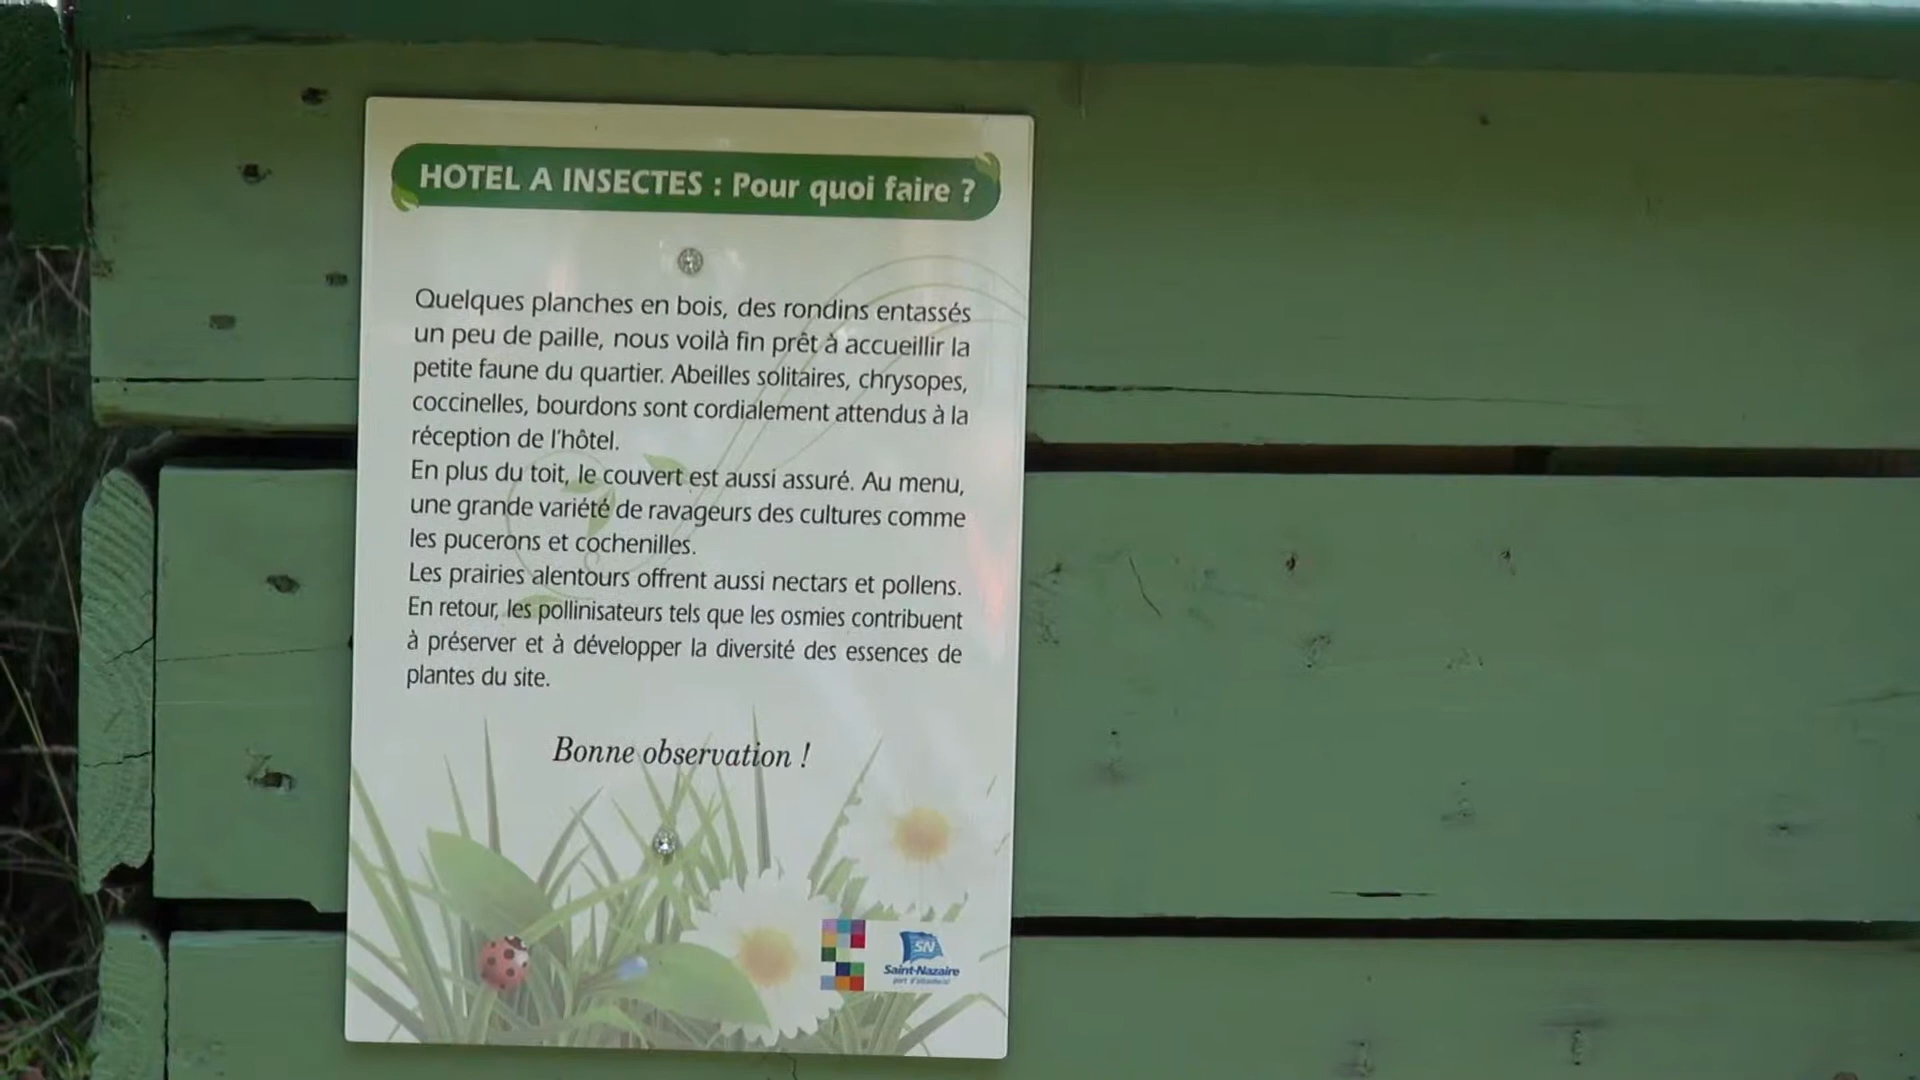 HOTEL A INSECTES : Pour quoi faire ?
Quelques planches en bois, des rondins entassés
un peu de paille, nous voilà fin prêt à accueillir la
petite faune du quartier. Abeilles solitaires, chrysopes,
coccinelles, bourdons sont cordialement attendus à la
réception de l'hôtel.
En plus du toit, le couvert est aussi assuré. Au menu,
une grande variété de ravageurs des cultures comme
les pucerons et cochenilles.
Les prairies alentours offrent aussi nectars et pollens.
En retour, les pollinisateurs tels que les osmies contribuent
à préserver et à développer la diversité des essences de
plantes du site.
Bonne observation !
SN
Saint-Nazaire